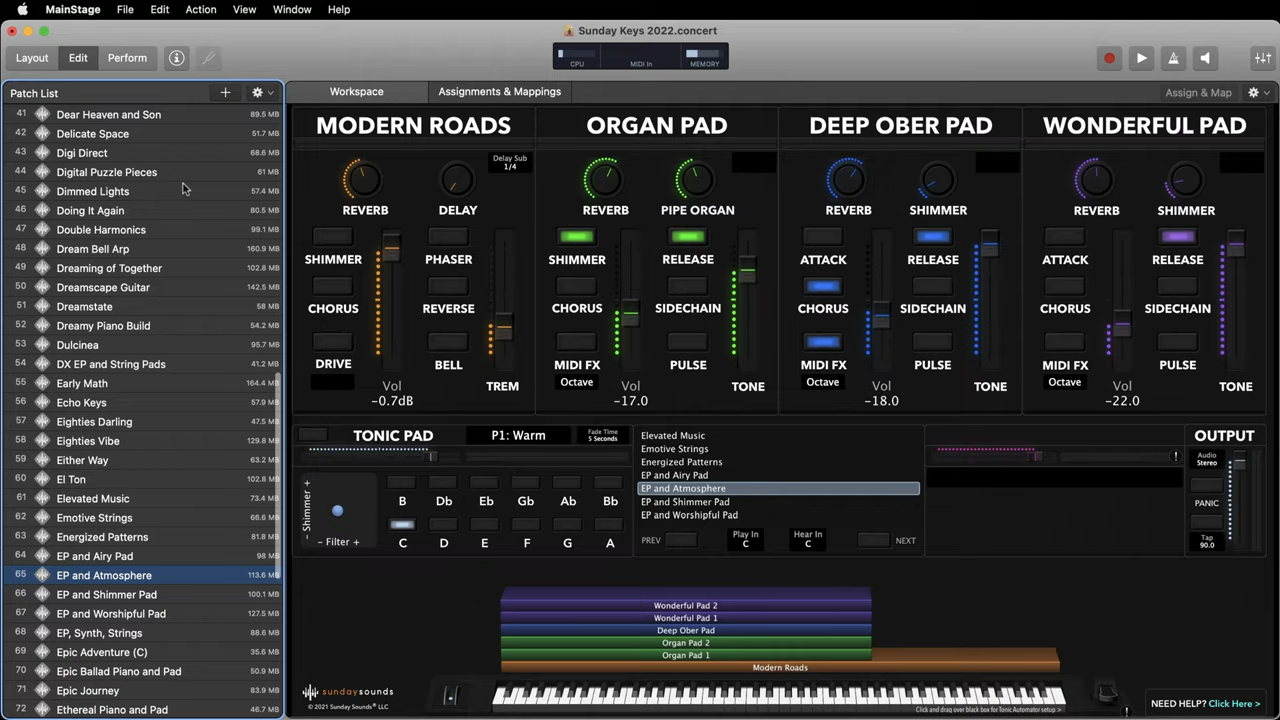 MainStage File Edit Action View Window Help
Sunday Keys 2022.concert
Layout Edit Perform
CPU MIDI In MEMORY
Patch List
Workspace Assignments & Mappings Assign & Map
41 Dear Heaven and Son 89.5 MB
42 Delicate Space 51.7 MB
43 Digi Direct 68.6 MB
44 Digital Puzzle Pieces 61 MB
45 Dimmed Lights 57.4 MB
46 Doing It Again 80.5 MB
47 Double Harmonics 99.1 MB
48 Dream Bell Arp 160.9 MB
49 Dreaming of Together 102.8 MB
50 Dreamscape Guitar 142.5 MB
51 Dreamstate 58 MB
52 Dreamy Piano Build 54.2 MB
53 Dulcinea 95.7 MB
54 DX EP and String Pads 41.2 MB
55 Early Math 164.4 MB
56 Echo Keys 57.9 MB
57 Eighties Darling 47.5 MB
58 Eighties Vibe 129.8 MB
59 Either Way 63.2 MB
60 El Ton 102.8 MB
61 Elevated Music 73.4 MB
62 Emotive Strings 66.6 MB
63 Energized Patterns 81.8 MB
64 EP and Airy Pad 98 MB
65 EP and Atmosphere 113.6 MB
66 EP and Shimmer Pad 100.1 MB
67 EP and Worshipful Pad 127.5 MB
68 EP, Synth, Strings 88.6 MB
69 Epic Adventure (C) 35.6 MB
70 Epic Ballad Piano and Pad 50.9 MB
71 Epic Journey 83.9 MB
72 Ethereal Piano and Pad 46.7 MB
MODERN ROADS
Delay Sub
1/4
REVERB DELAY
SHIMMER PHASER
CHORUS REVERSE
DRIVE BELL TREM
Vol
-0.7dB
ORGAN PAD
REVERB PIPE ORGAN
SHIMMER RELEASE
CHORUS SIDECHAIN
MIDI FX PULSE
Octave
Vol TONE
-17.0
DEEP OBER PAD
REVERB SHIMMER
ATTACK RELEASE
CHORUS SIDECHAIN
MIDI FX PULSE
Octave
Vol TONE
-18.0
WONDERFUL PAD
REVERB SHIMMER
ATTACK RELEASE
CHORUS SIDECHAIN
MIDI FX PULSE
Octave
Vol TONE
-22.0
TONIC PAD P1: Warm
Fade Time
5 Seconds
- Shimmer +
- Filter +
B Db Eb Gb Ab Bb
C D E F G A
Elevated Music
Emotive Strings
Energized Patterns
EP and Airy Pad
EP and Atmosphere
EP and Shimmer Pad
EP and Worshipful Pad
PREV
Play In
C
Hear In
C
NEXT
!
OUTPUT
Audio
Stereo
PANIC
Tap
90.0
Wonderful Pad 2
Wonderful Pad 1
Deep Ober Pad
Organ Pad 2
Organ Pad 1
Modern Roads
sundaysounds
© 2021 Sunday Sounds® LLC
Click and drag over black box for Tonic Automator setup >
!
NEED HELP? Click Here >